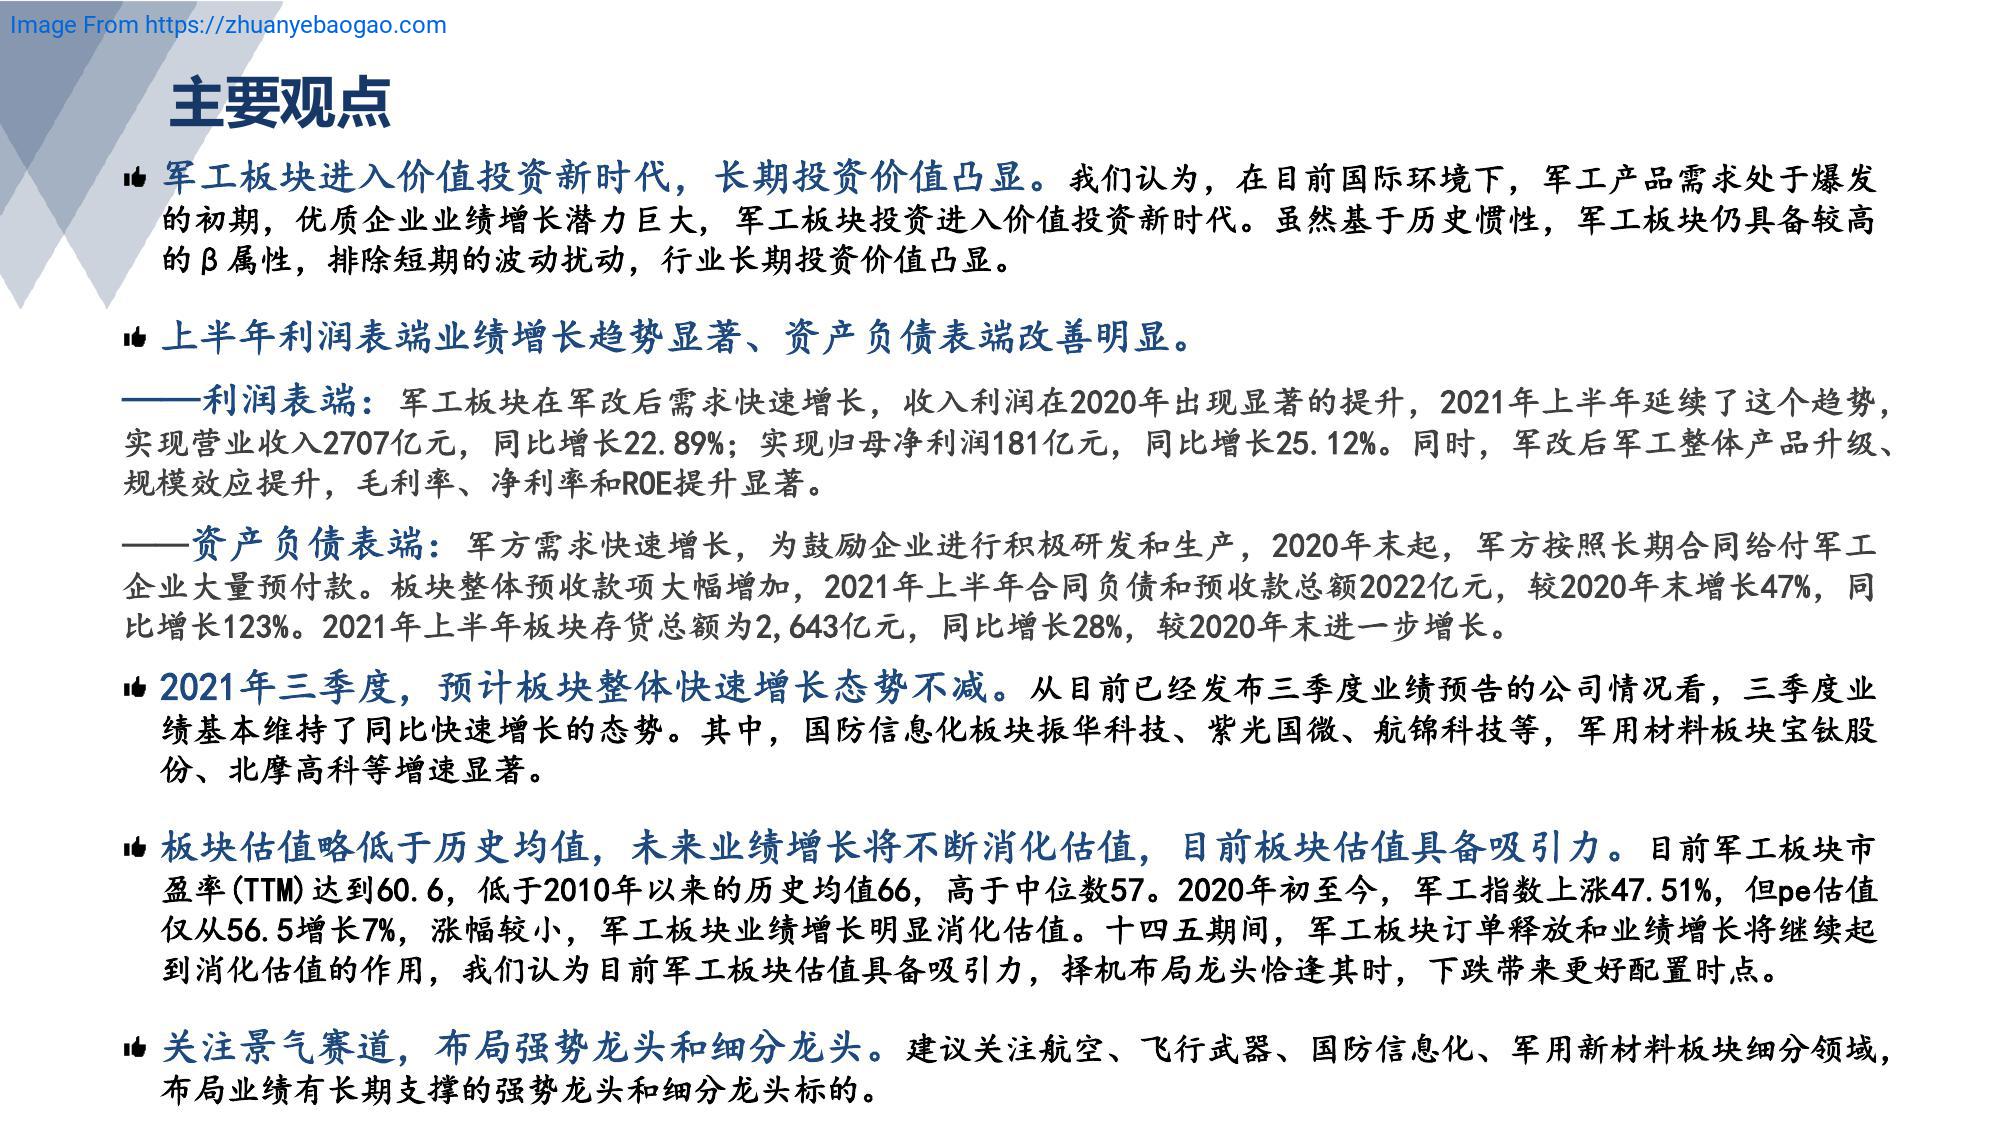 Image From https://zhuanyebaogao.com
主要观点
军工板块进入价值投资新时代，长期投资价值凸显。我们认为，在目前国际环境下，军工产品需求处于爆发
的初期，优质企业业绩增长潜力巨大，军工板块投资进入价值投资新时代。虽然基于历史惯性，军工板块仍具备较高
的β属性，排除短期的波动扰动，行业长期投资价值凸显。
上半年利润表端业绩增长趋势显著、资产负债表端改善明显。
——利润表端：军工板块在军改后需求快速增长，收入利润在2020年出现显著的提升，2021年上半年延续了这个趋势，
实现营业收入2707亿元，同比增长22.89%；实现归母净利润181亿元，同比增长25.12%。同时，军改后军工整体产品升级、
规模效应提升，毛利率、净利率和ROE提升显著。
——资产负债表端：军方需求快速增长，为鼓励企业进行积极研发和生产，2020年末起，军方按照长期合同给付军工
企业大量预付款。板块整体预收款项大幅增加，2021年上半年合同负债和预收款总额2022亿元，较2020年末增长47%，同
比增长123%。2021年上半年板块存货总额为2,643亿元，同比增长28%，较2020年末进一步增长。
2021年三季度，预计板块整体快速增长态势不减。从目前已经发布三季度业绩预告的公司情况看，三季度业
绩基本维持了同比快速增长的态势。其中，国防信息化板块振华科技、紫光国微、航锦科技等，军用材料板块宝钛股
份、北摩高科等增速显著。
板块估值略低于历史均值，未来业绩增长将不断消化估值，目前板块估值具备吸引力。目前军工板块市
盈率(TTM)达到60.6，低于2010年以来的历史均值66，高于中位数57。2020年初至今，军工指数上涨47.51%，但pe估值
仅从56.5增长7%，涨幅较小，军工板块业绩增长明显消化估值。十四五期间，军工板块订单释放和业绩增长将继续起
到消化估值的作用，我们认为目前军工板块估值具备吸引力，择机布局龙头恰逢其时，下跌带来更好配置时点。
关注景气赛道，布局强势龙头和细分龙头。建议关注航空、飞行武器、国防信息化、军用新材料板块细分领域，
布局业绩有长期支撑的强势龙头和细分龙头标的。